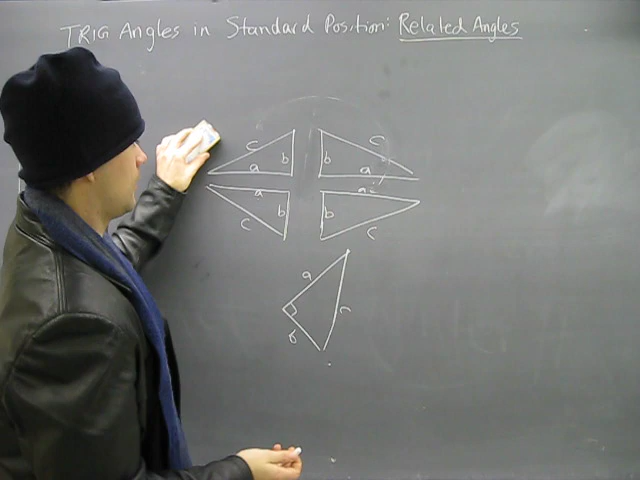 TRIG Angles in Standard Position: Related Angles
c a b
b c a
a b c
a b c
a b c